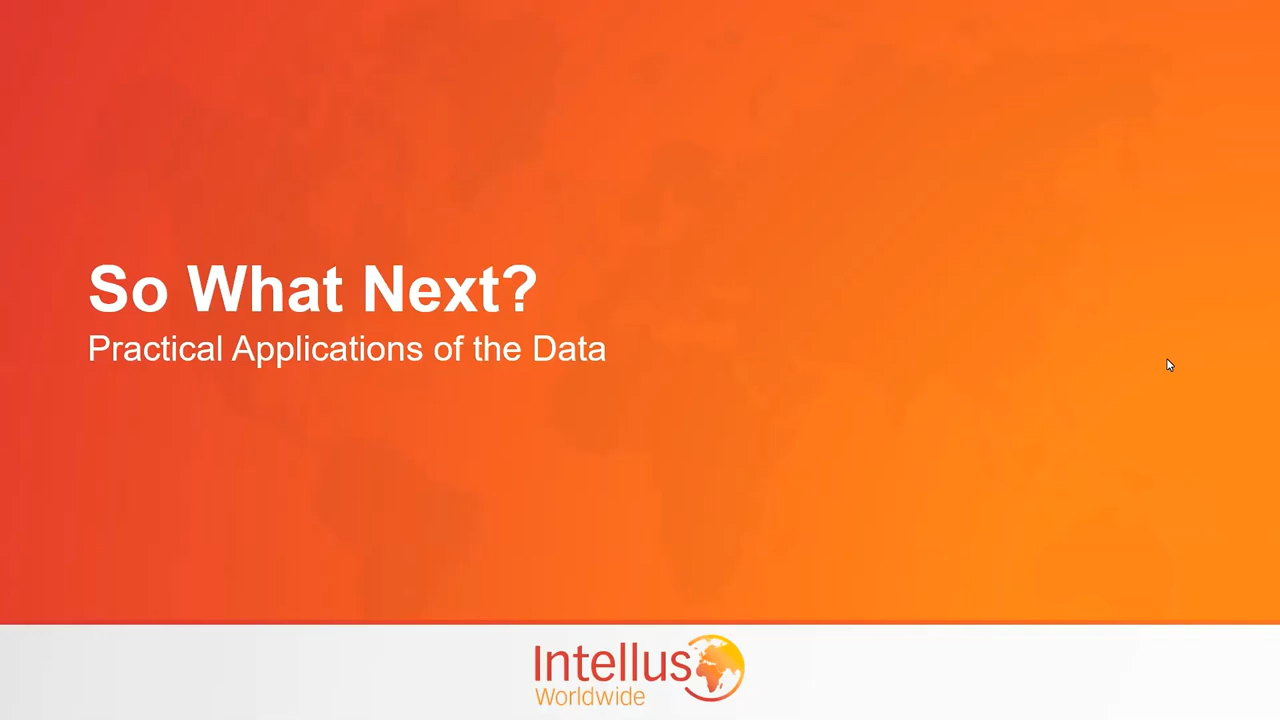 So What Next?
Practical Applications of the Data
Intellus
Worldwide